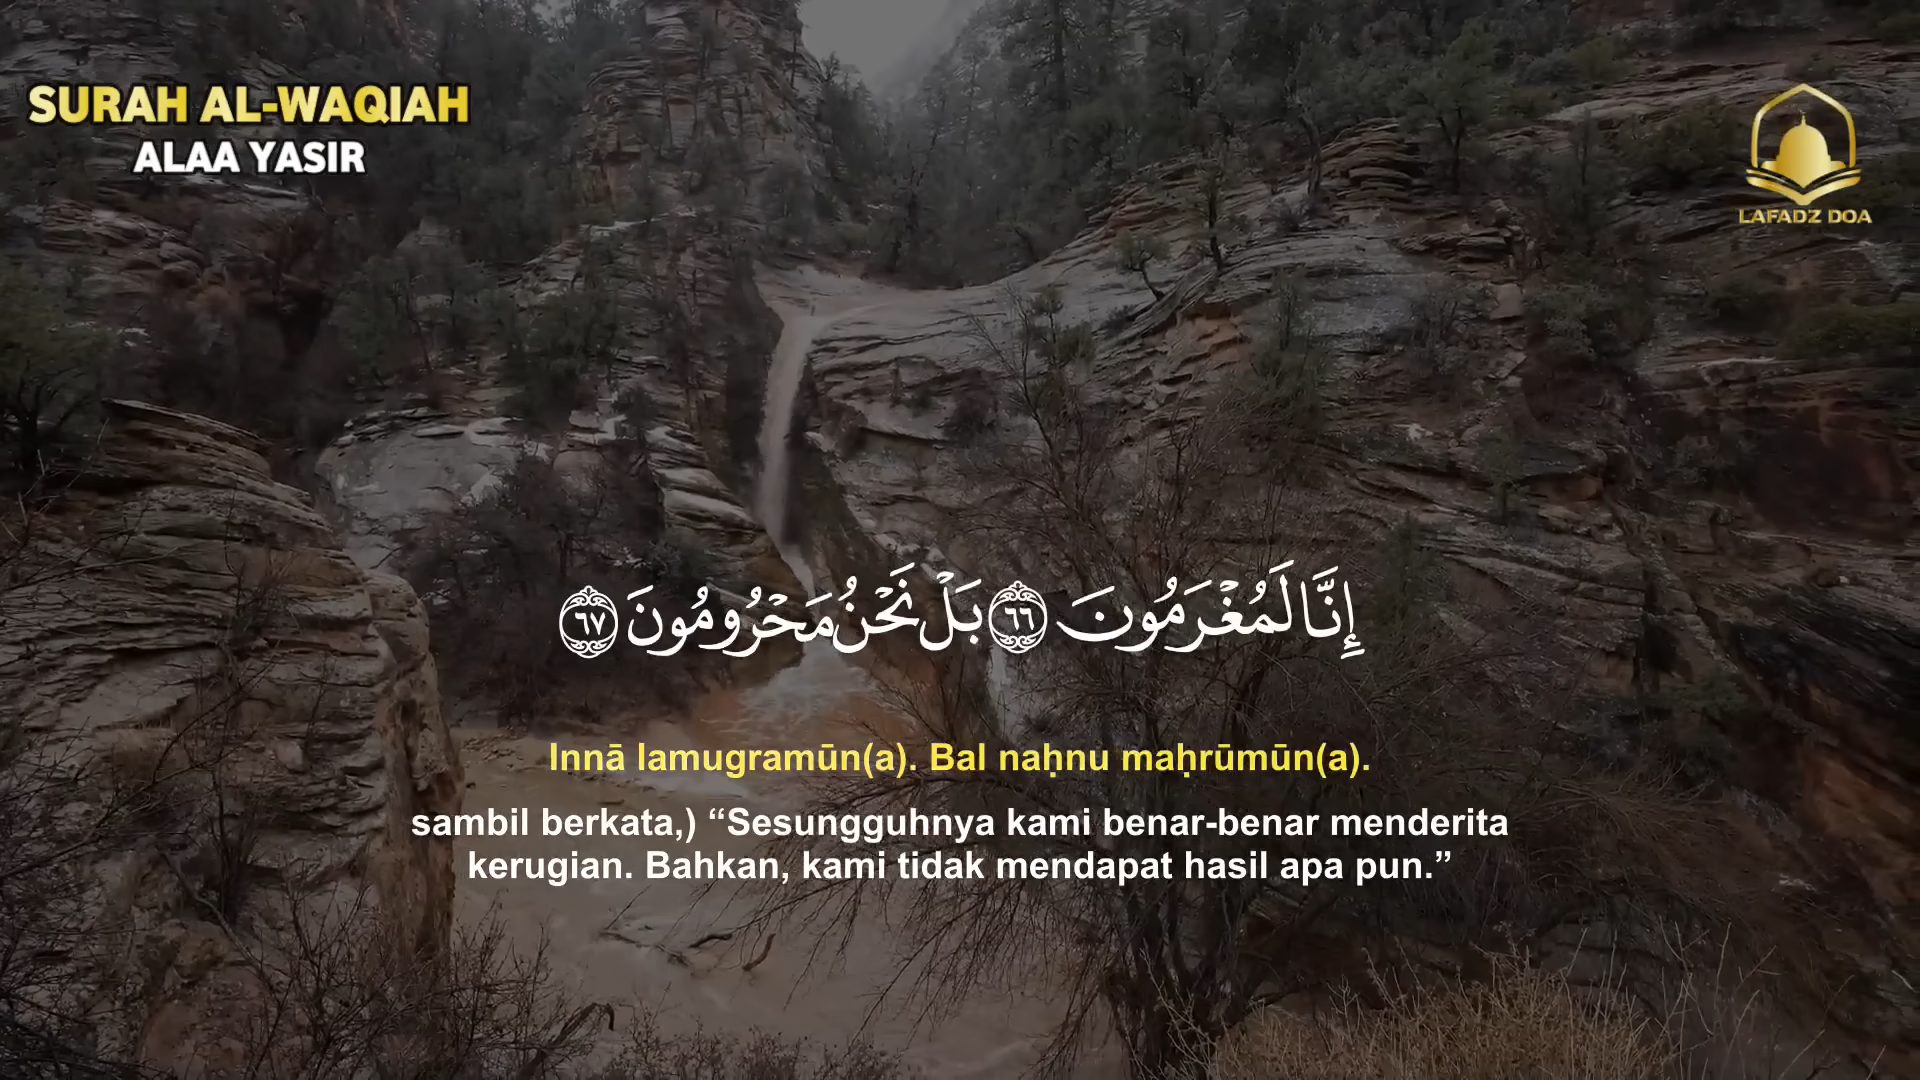 SURAH AL-WAQIAH
ALAA YASIR
LAFADZ DOA
إِنَّا لَمُغْرَمُونَ ٦٦ بَلْ نَحْنُ مَحْرُومُونَ ٦٧
Innā lamugramūn(a). Bal naḥnu maḥrūmūn(a).
sambil berkata,) “Sesungguhnya kami benar-benar menderita
kerugian. Bahkan, kami tidak mendapat hasil apa pun.”